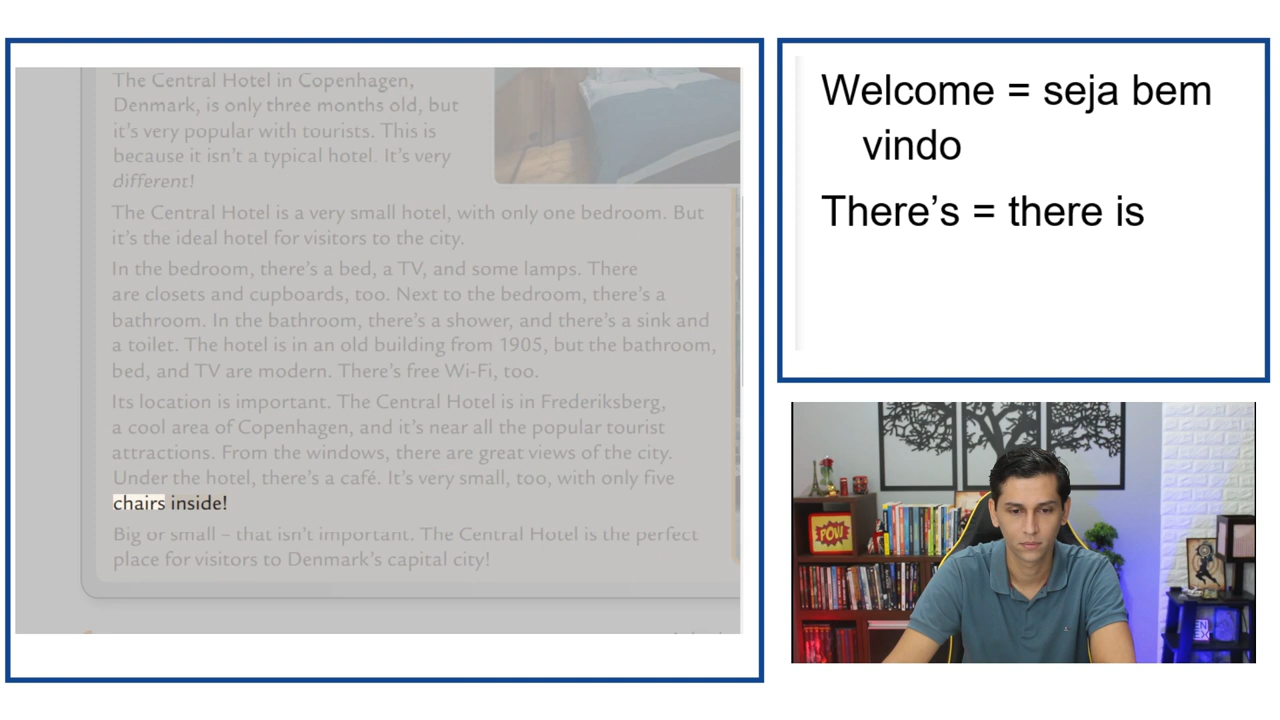 The Central Hotel in Copenhagen,
Denmark, is only three months old, but
it's very popular with tourists. This is
because it isn't a typical hotel. It's very
different!
The Central Hotel is a very small hotel, with only one bedroom. But
it's the ideal hotel for visitors to the city.
In the bedroom, there's a bed, a TV, and some lamps. There
are closets and cupboards, too. Next to the bedroom, there's a
bathroom. In the bathroom, there's a shower, and there's a sink and
a toilet. The hotel is in an old building from 1905, but the bathroom,
bed, and TV are modern. There's free Wi-Fi, too.
Its location is important. The Central Hotel is in Frederiksberg,
a cool area of Copenhagen, and it's near all the popular tourist
attractions. From the windows, there are great views of the city.
Under the hotel, there's a café. It's very small, too, with only five
chairs inside!
Big or small – that isn't important. The Central Hotel is the perfect
place for visitors to Denmark's capital city!
Welcome = seja bem
vindo
There's = there is
POW!